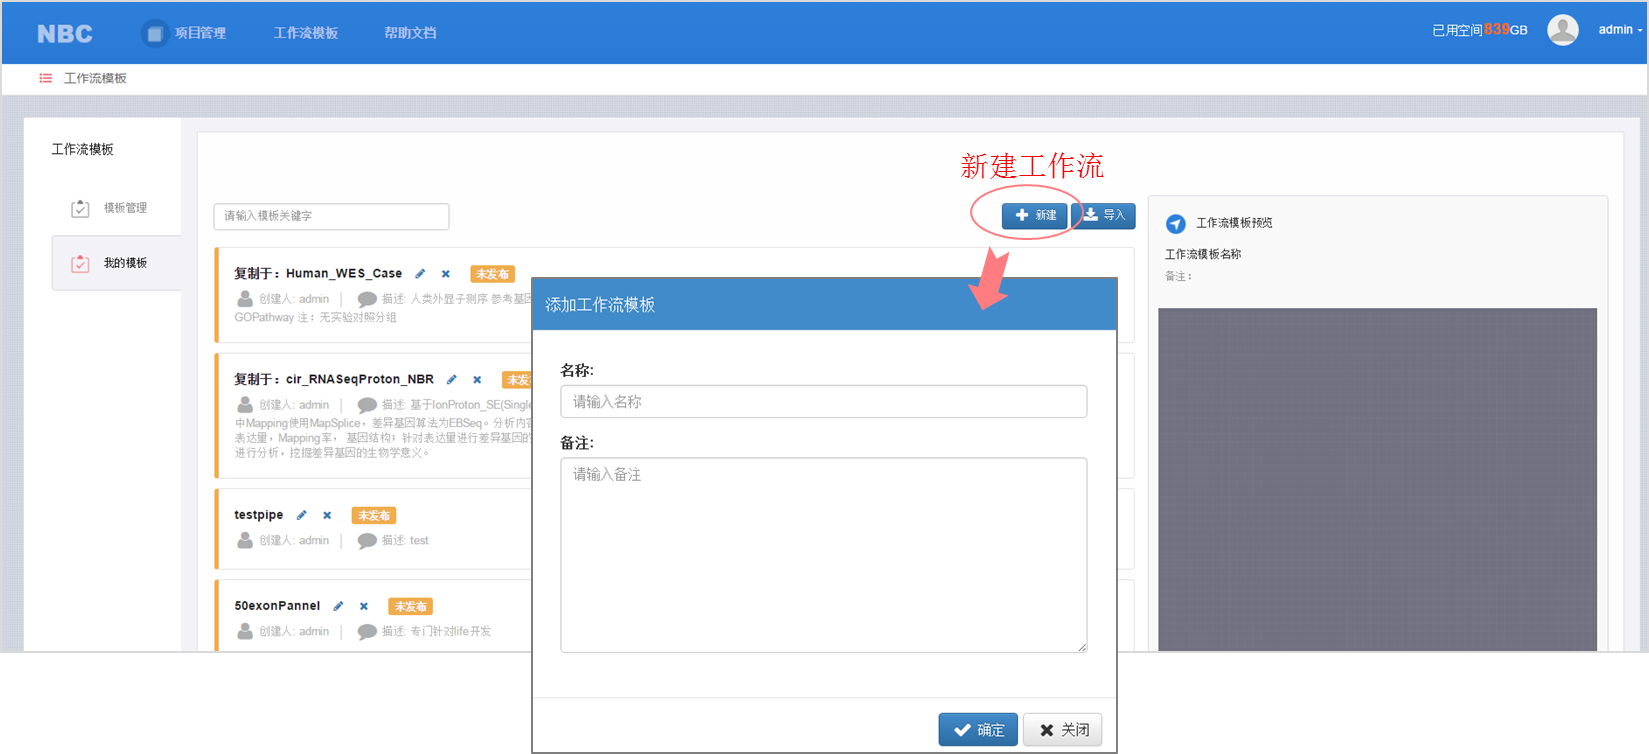 NBC
项目管理
工作流模板
帮助文档
已用空间839GB
admin
工作流模板
工作流模板
模板管理
我的模板
新建工作流
请输入模板关键字
新建
导入
复制于：Human_WES_Case
未发布
创建人: admin
描述: 人类外显子测序 参考基因
GOPathway 注：无实验对照分组
复制于：cir_RNASeqProton_NBR
未发
创建人: admin
描述: 基于IonProton_SE(Single
中Mapping使用MapSplice，差异基因算法为EBSeq。分析内容
表达量，Mapping率， 基因结构；针对表达量进行差异基因的
进行分析，挖掘差异基因的生物学意义。
testpipe
未发布
创建人: admin
描述: test
50exonPannel
未发布
创建人: admin
描述: 专门针对life开发
工作流模板预览
工作流模板名称
备注：
添加工作流模板
名称:
请输入名称
备注:
请输入备注
确定
关闭